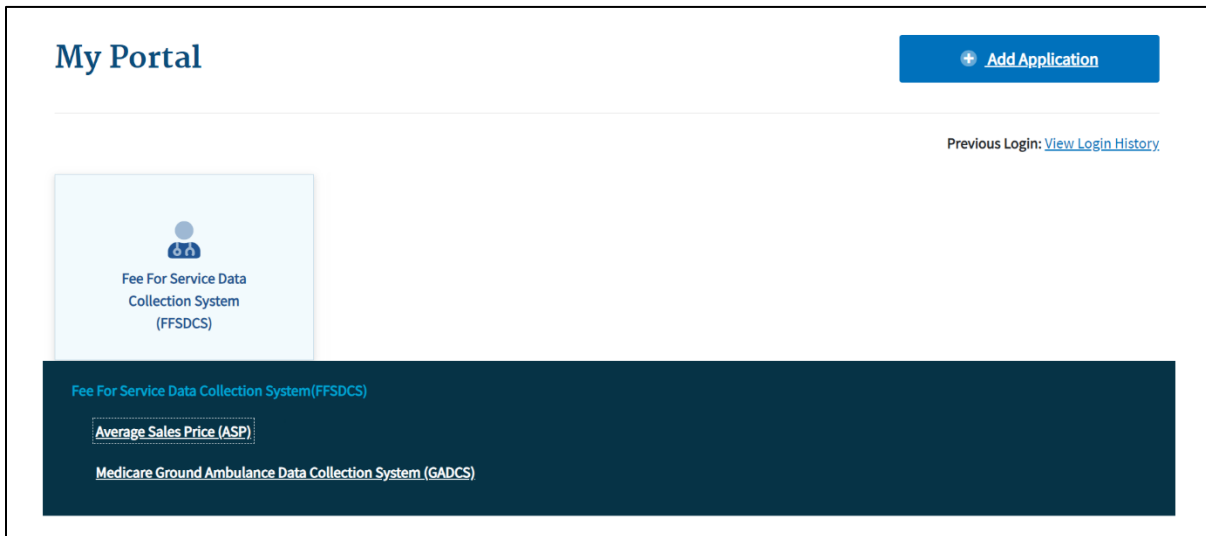 My Portal
Add Application
Previous Login: View Login History
Fee For Service Data
Collection System
(FFSDCS)
Fee For Service Data Collection System(FFSDCS)
Average Sales Price (ASP)
Medicare Ground Ambulance Data Collection System (GADCS)